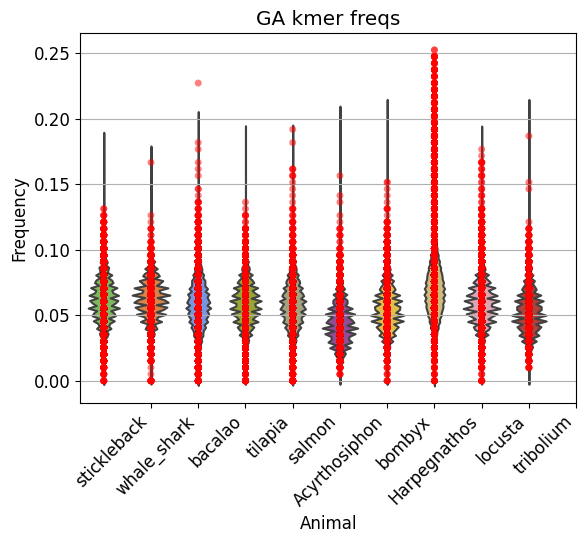 GA kmer freqs
Frequency
0.25
0.20
0.15
0.10
0.05
0.00
stickleback
whale_shark
bacalao
tilapia
salmon
Acyrthosiphon
bombyx
Harpegnathos
locusta
tribolium
Animal